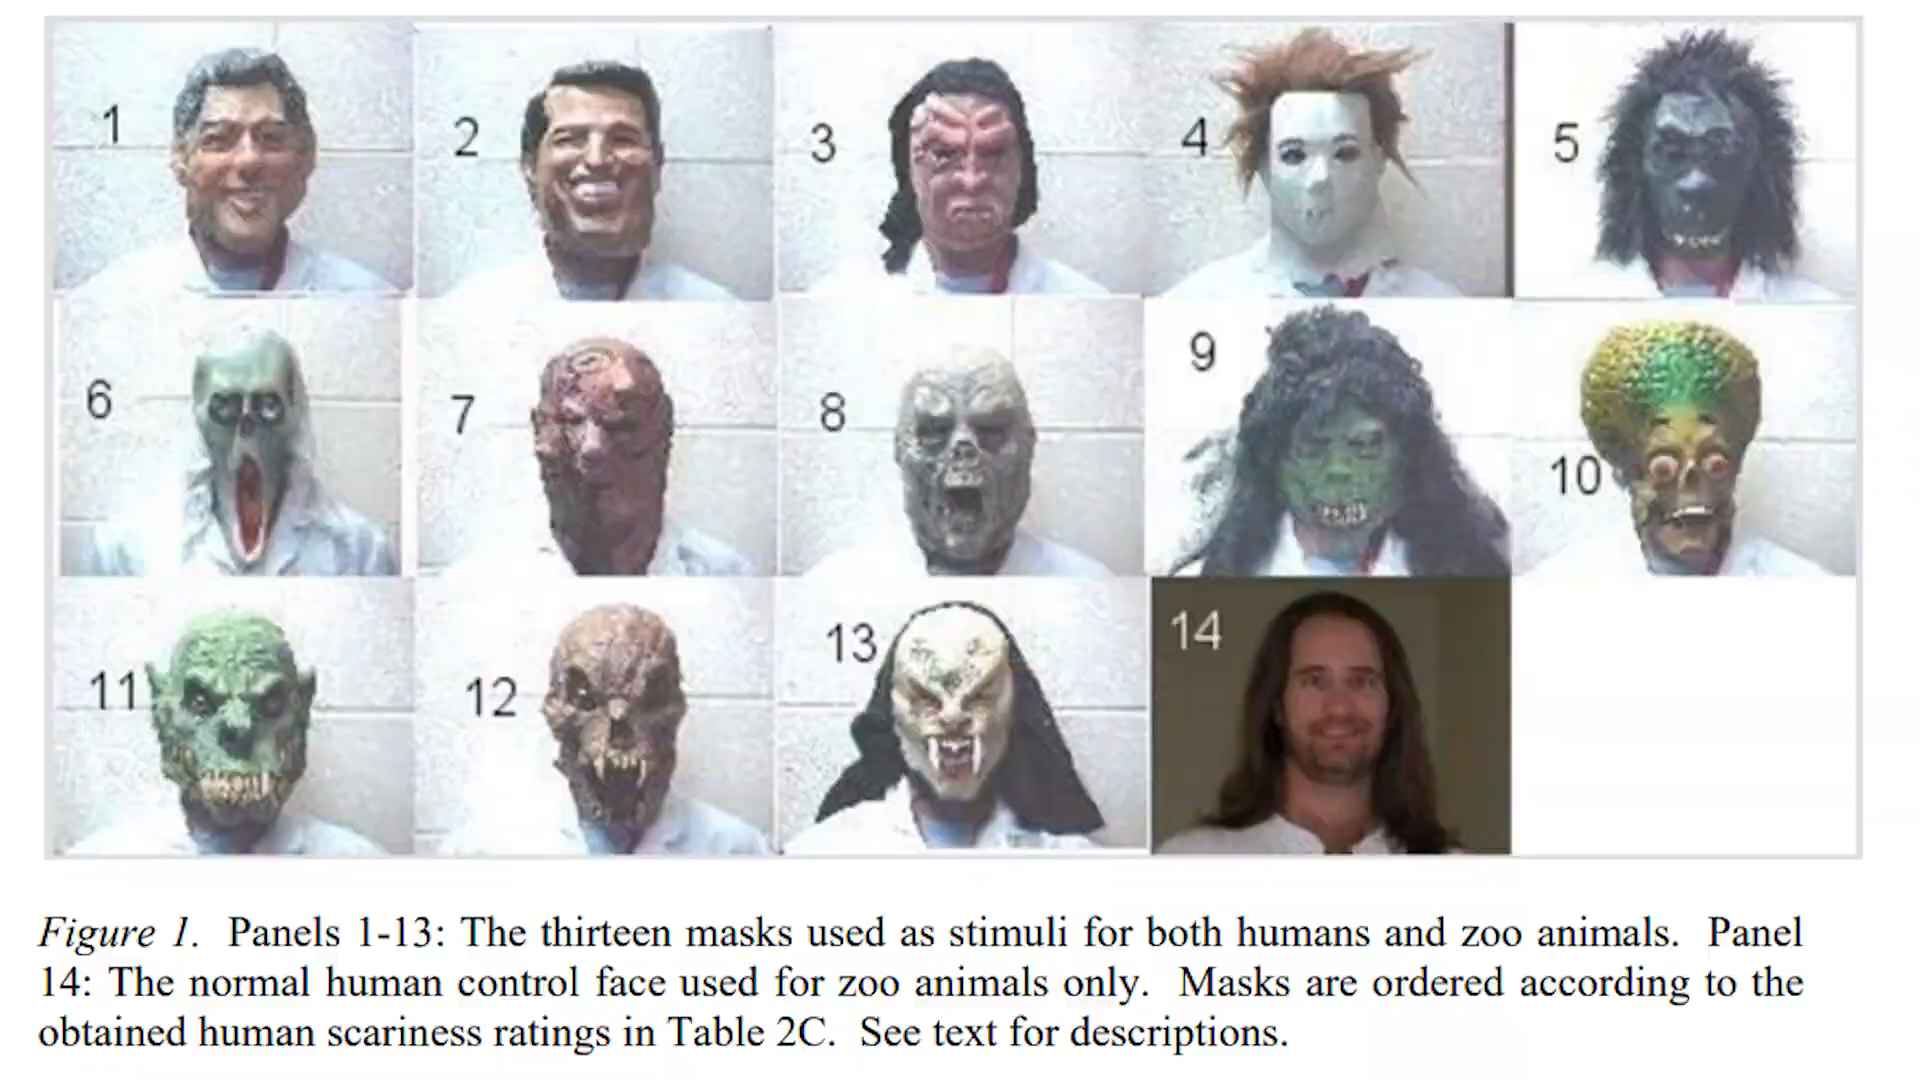 1 2 3 4 5
6 7 8 9 10
11 12 13 14
Figure 1. Panels 1-13: The thirteen masks used as stimuli for both humans and zoo animals. Panel
14: The normal human control face used for zoo animals only. Masks are ordered according to the
obtained human scariness ratings in Table 2C. See text for descriptions.